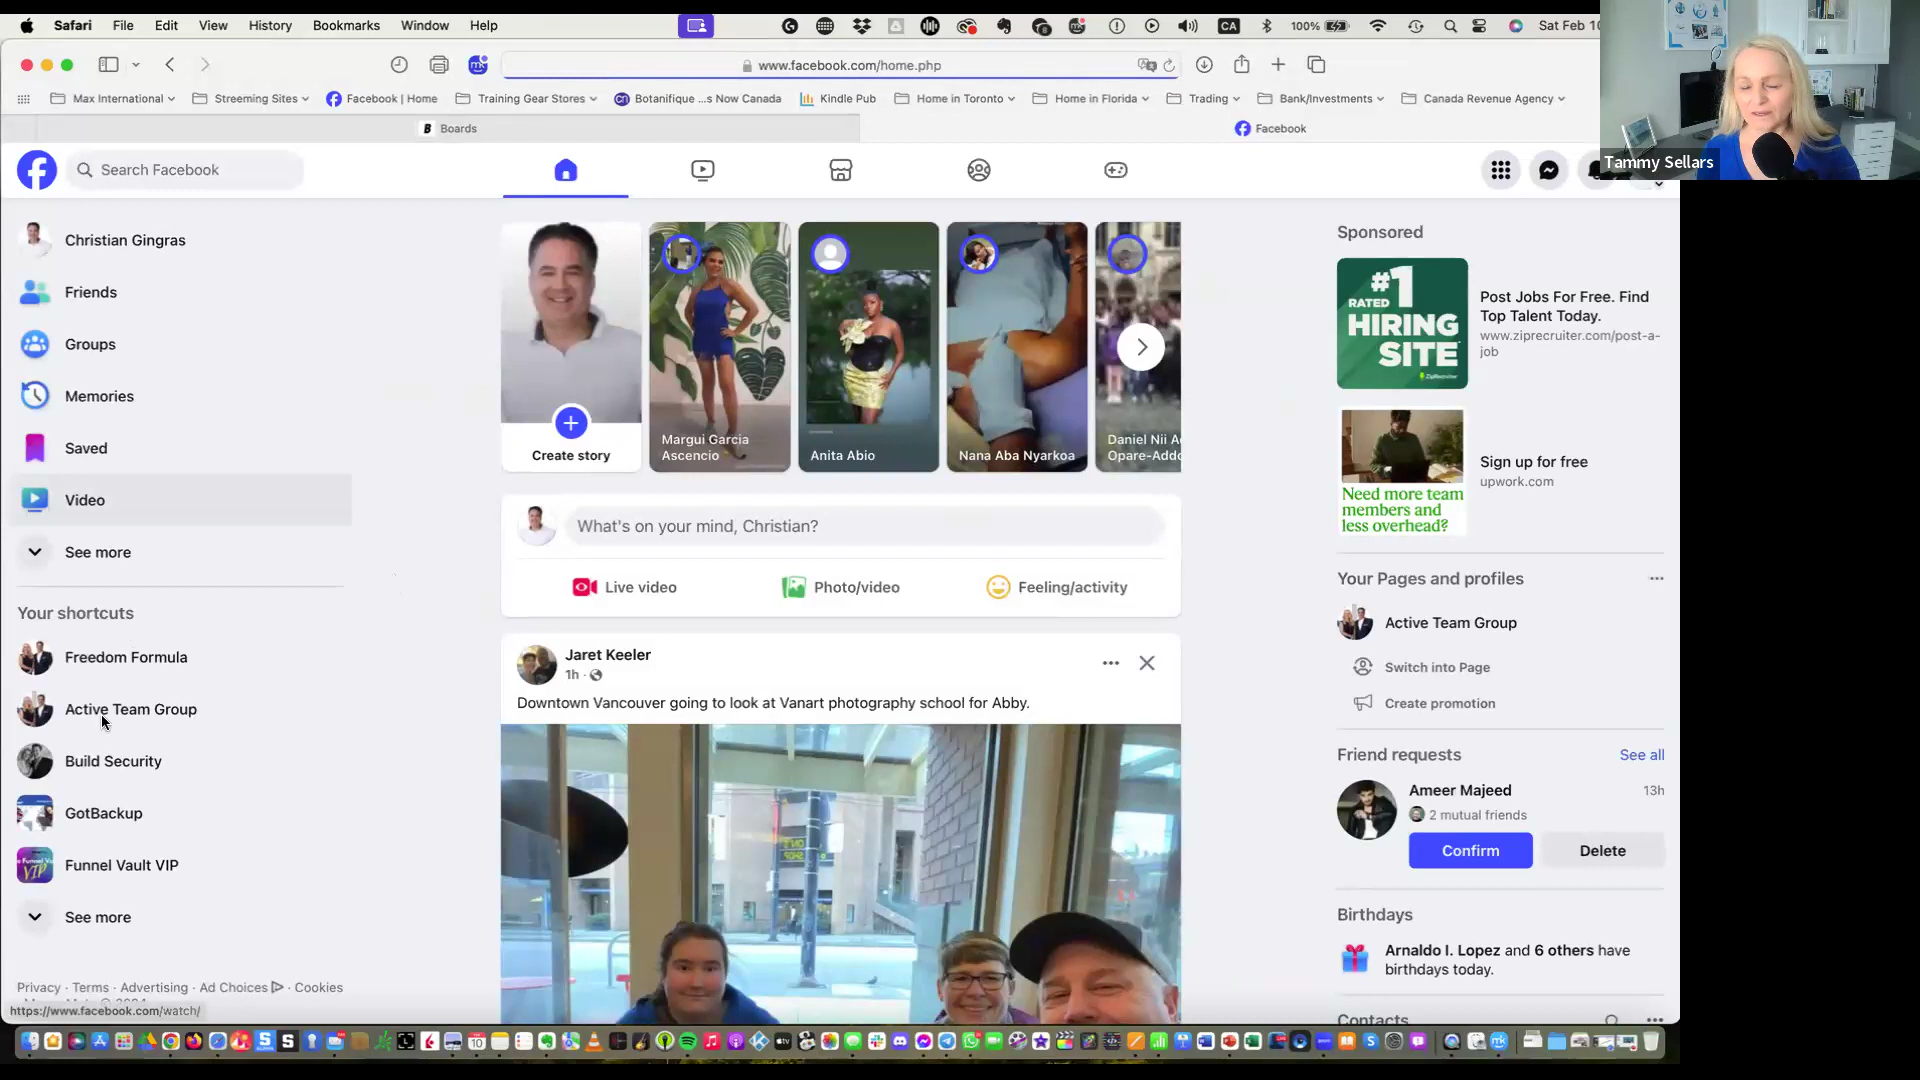 Safari File Edit View History Bookmarks Window Help
CA 100% Sat Feb 10
www.facebook.com/home.php
Max International Streeming Sites Facebook | Home Training Gear Stores Botanifique ...s Now Canada Kindle Pub Home in Toronto Home in Florida Trading Bank/Investments Canada Revenue Agency
Boards
Facebook
Tammy Sellars
Search Facebook
Christian Gingras
Friends
Groups
Memories
Saved
Video
See more
Your shortcuts
Freedom Formula
Active Team Group
Build Security
GotBackup
Funnel Vault VIP
See more
Privacy · Terms · Advertising · Ad Choices · Cookies
https://www.facebook.com/watch/
Create story
Margui Garcia
Ascencio
Anita Abio
Nana Aba Nyarkoa
Daniel Nii A
Opare-Addo
What's on your mind, Christian?
Live video
Photo/video
Feeling/activity
Jaret Keeler
1h ·
Downtown Vancouver going to look at Vanart photography school for Abby.
Sponsored
#1
RATED
HIRING
SITE
ZipRecruiter
Post Jobs For Free. Find
Top Talent Today.
www.ziprecruiter.com/post-a-
job
Need more team
members and
less overhead?
Sign up for free
upwork.com
Your Pages and profiles
Active Team Group
Switch into Page
Create promotion
Friend requests
See all
Ameer Majeed
13h
2 mutual friends
Confirm
Delete
Birthdays
Arnaldo I. Lopez and 6 others have
birthdays today.
Contacts